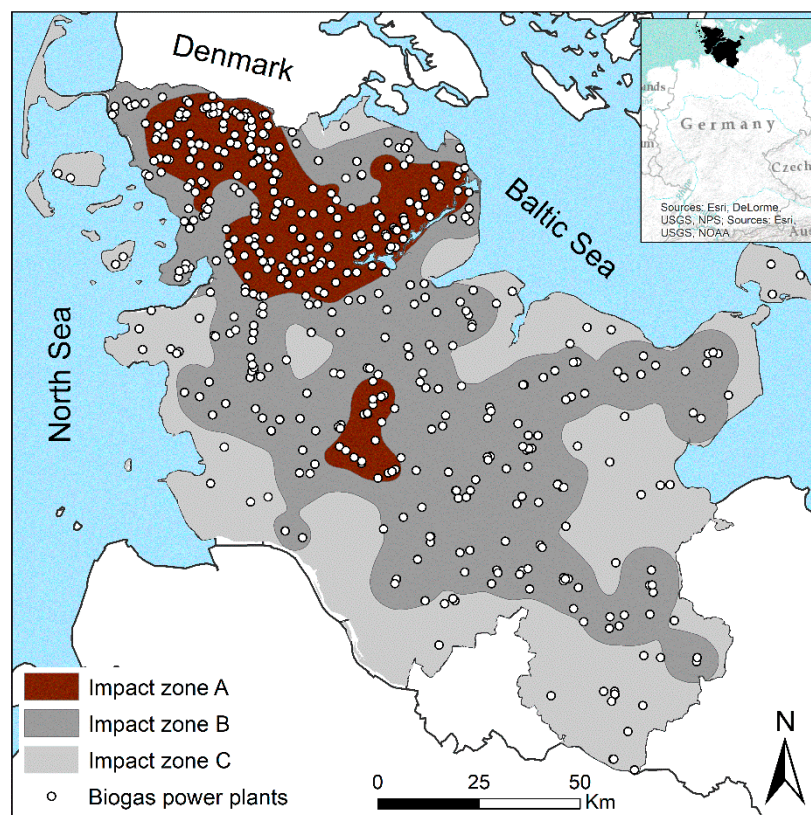 Denmark
Baltic Sea
North Sea
Germany
Czech
Sources: Esri, DeLorme,
USGS, NPS; Sources: Esri,
USGS, NOAA
Impact zone A
Impact zone B
Impact zone C
Biogas power plants
N
0 25 50
Km